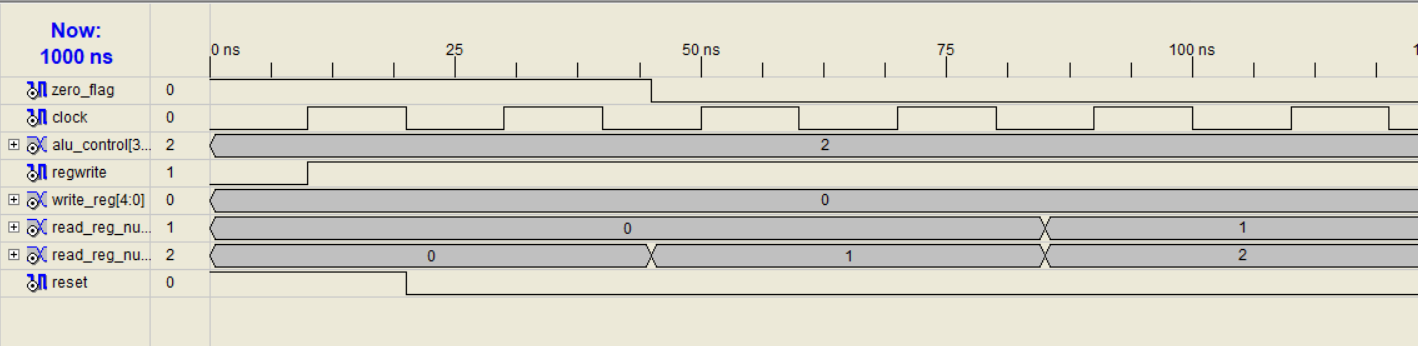 Now:
1000 ns
0 ns 25 50 ns 75 100 ns 1
zero_flag 0
clock 0
alu_control[3... 2 2
regwrite 1
write_reg[4:0] 0 0
read_reg_nu... 1 0 1
read_reg_nu... 2 0 1 2
reset 0